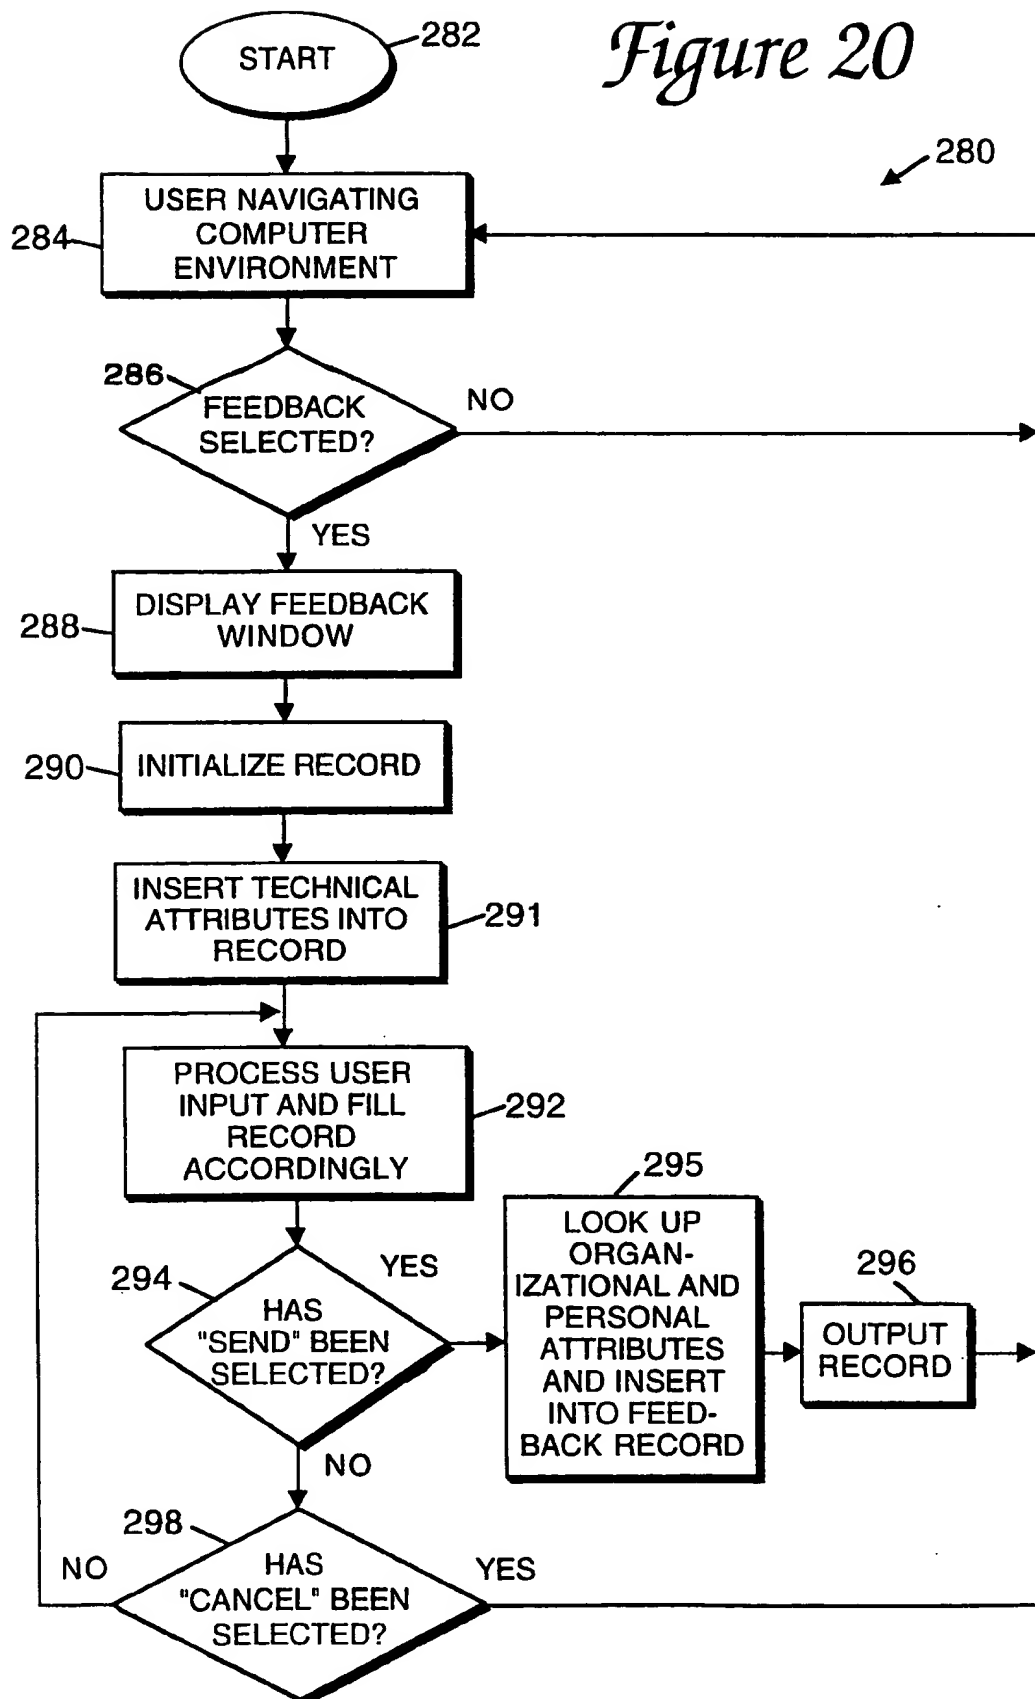 Figure 20
START
282
280
USER NAVIGATING
COMPUTER
ENVIRONMENT
284
286
FEEDBACK
SELECTED?
NO
YES
DISPLAY FEEDBACK
WINDOW
288
INITIALIZE RECORD
290
INSERT TECHNICAL
ATTRIBUTES INTO
RECORD
291
PROCESS USER
INPUT AND FILL
RECORD
ACCORDINGLY
292
294
HAS
"SEND" BEEN
SELECTED?
YES
NO
295
LOOK UP
ORGAN-
IZATIONAL AND
PERSONAL
ATTRIBUTES
AND INSERT
INTO FEED-
BACK RECORD
296
OUTPUT
RECORD
298
HAS
"CANCEL" BEEN
SELECTED?
NO
YES